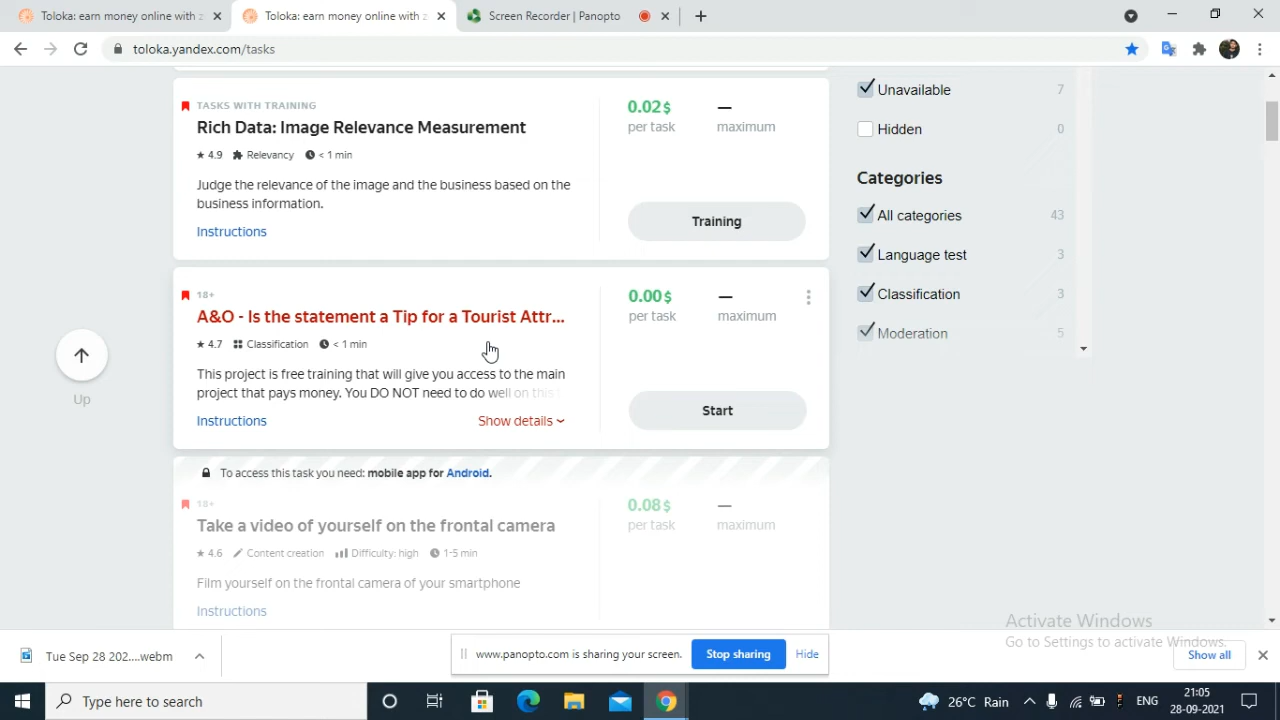 Toloka: earn money online with
Toloka: earn money online with
Screen Recorder | Panopto
toloka.yandex.com/tasks
TASKS WITH TRAINING
Rich Data: Image Relevance Measurement
4.9 Relevancy < 1 min
Judge the relevance of the image and the business based on the
business information.
Instructions
0.02$
per task
—
maximum
Training
18+
A&O - Is the statement a Tip for a Tourist Attr...
4.7 Classification < 1 min
This project is free training that will give you access to the main
project that pays money. You DO NOT need to do well on this
Instructions
Show details
0.00$
per task
—
maximum
Start
To access this task you need: mobile app for Android.
18+
Take a video of yourself on the frontal camera
4.6 Content creation Difficulty: high 1-5 min
Film yourself on the frontal camera of your smartphone
Instructions
0.08$
per task
—
maximum
Unavailable 7
Hidden 0
Categories
All categories 43
Language test 3
Classification 3
Moderation 5
Up
Activate Windows
Go to Settings to activate Windows.
Tue Sep 28 202....webm
www.panopto.com is sharing your screen.
Stop sharing
Hide
Show all
Type here to search
26°C Rain
ENG
21:05
28-09-2021